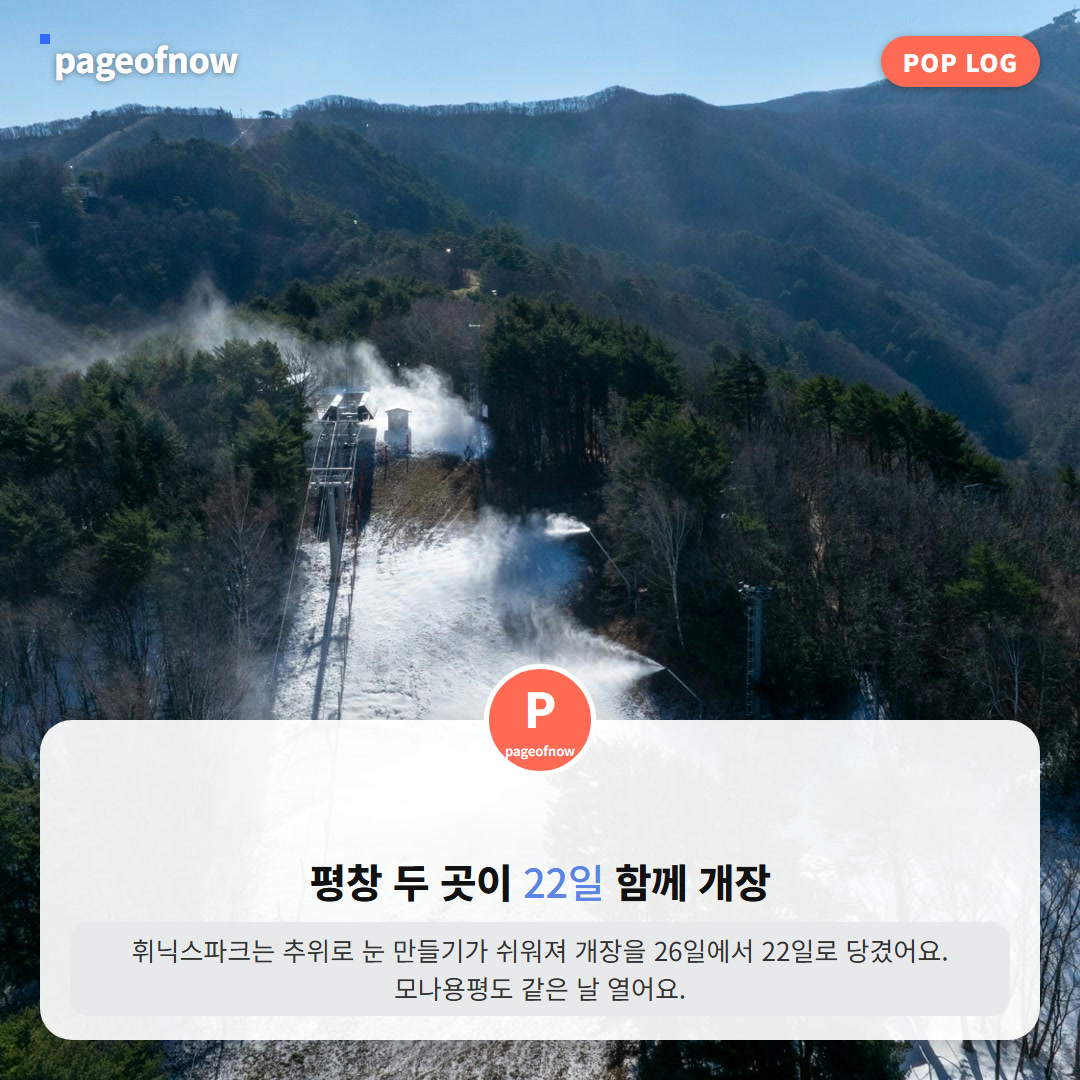 pageofnow
POP LOG
P
pageofnow
평창 두 곳이 22일 함께 개장
휘닉스파크는 추위로 눈 만들기가 쉬워져 개장을 26일에서 22일로 당겼어요.
모나용평도 같은 날 열어요.